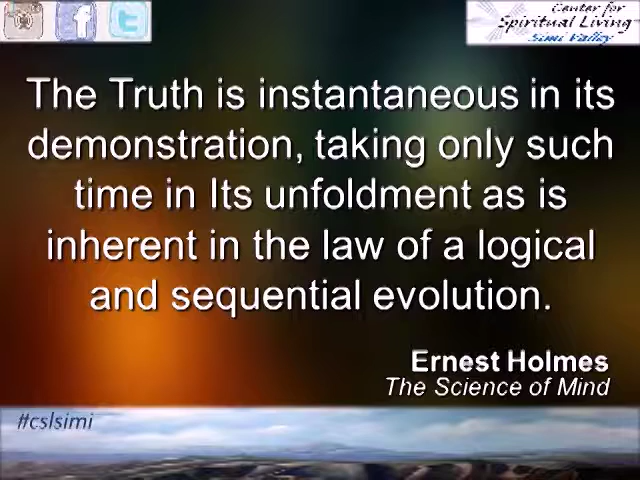 Center for
Spiritual Living
Simi Valley
The Truth is instantaneous in its
demonstration, taking only such
time in Its unfoldment as is
inherent in the law of a logical
and sequential evolution.
Ernest Holmes
The Science of Mind
#cslsimi